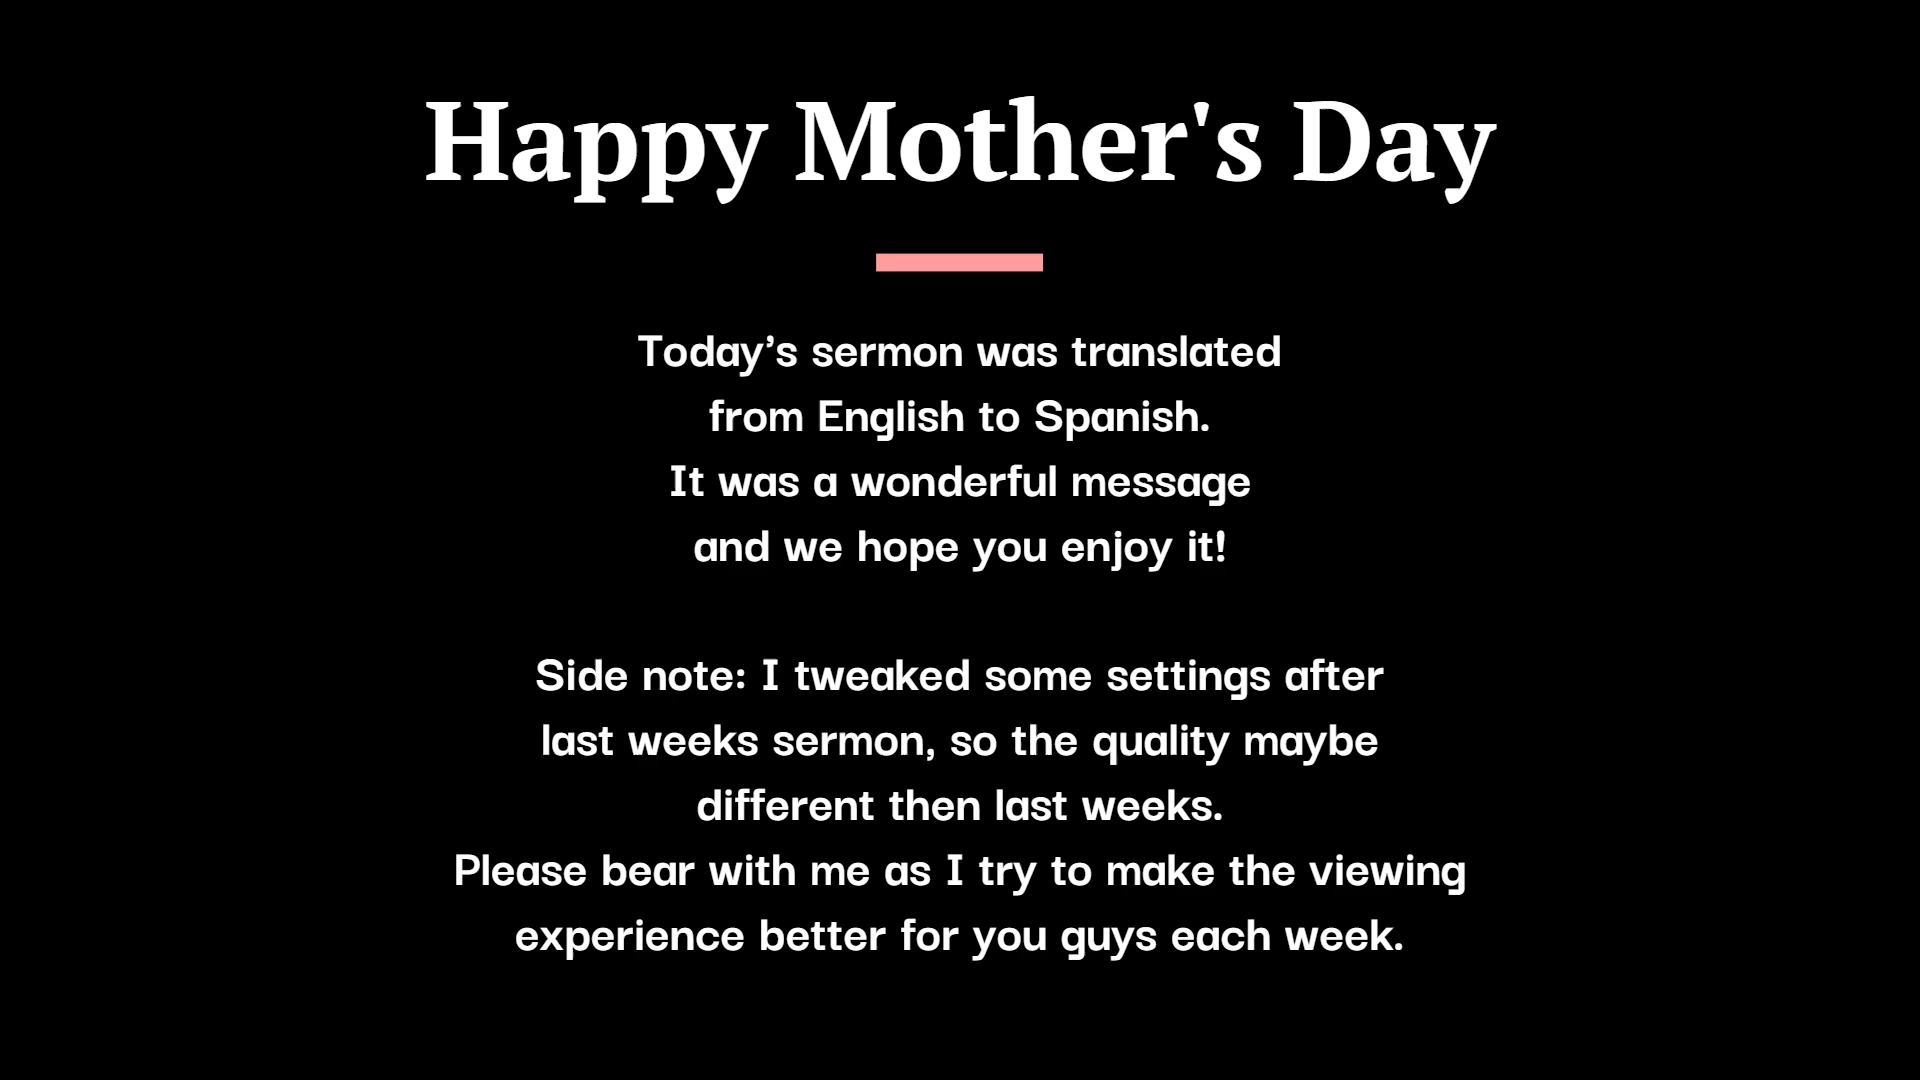 Happy Mother's Day
Today’s sermon was translated
from English to Spanish.
It was a wonderful message
and we hope you enjoy it!
Side note: I tweaked some settings after
last weeks sermon, so the quality maybe
different then last weeks.
Please bear with me as I try to make the viewing
experience better for you guys each week.